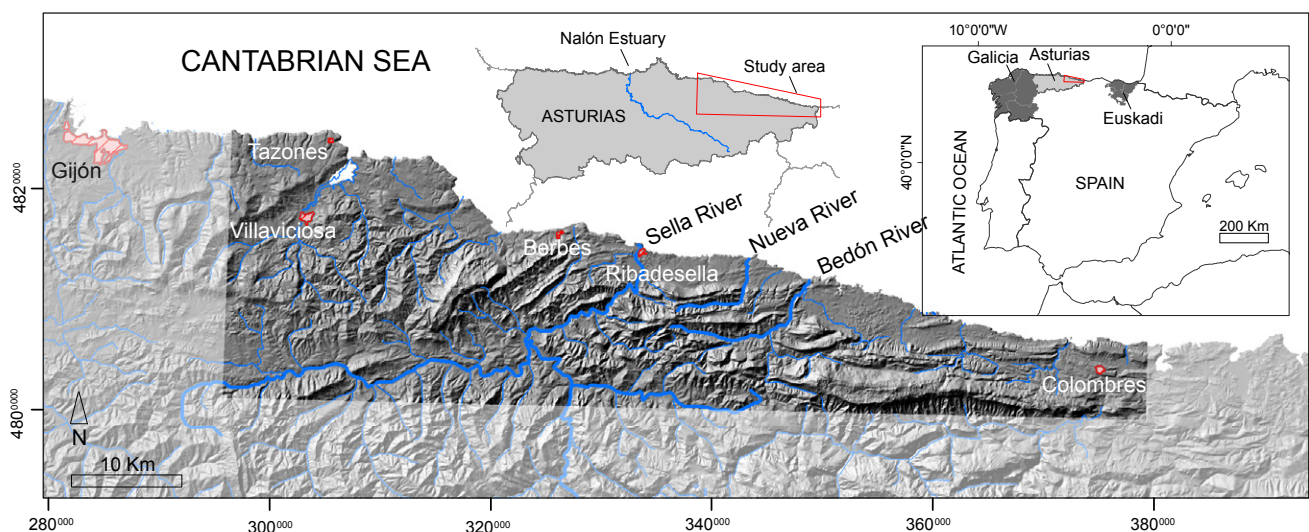 CANTABRIAN SEA
Nalón Estuary
Study area
ASTURIAS
10°0'0"W
0°0'0"
Galicia
Asturias
Euskadi
40°0'0"N
SPAIN
ATLANTIC OCEAN
200 Km
Gijón
Tazones
Villaviciosa
Berbes
Sella River
Ribadesella
Nueva River
Bedón River
Colombres
482⁰⁰⁰⁰
480⁰⁰⁰⁰
N
10 Km
280⁰⁰⁰
300⁰⁰⁰
320⁰⁰⁰
340⁰⁰⁰
360⁰⁰⁰
380⁰⁰⁰